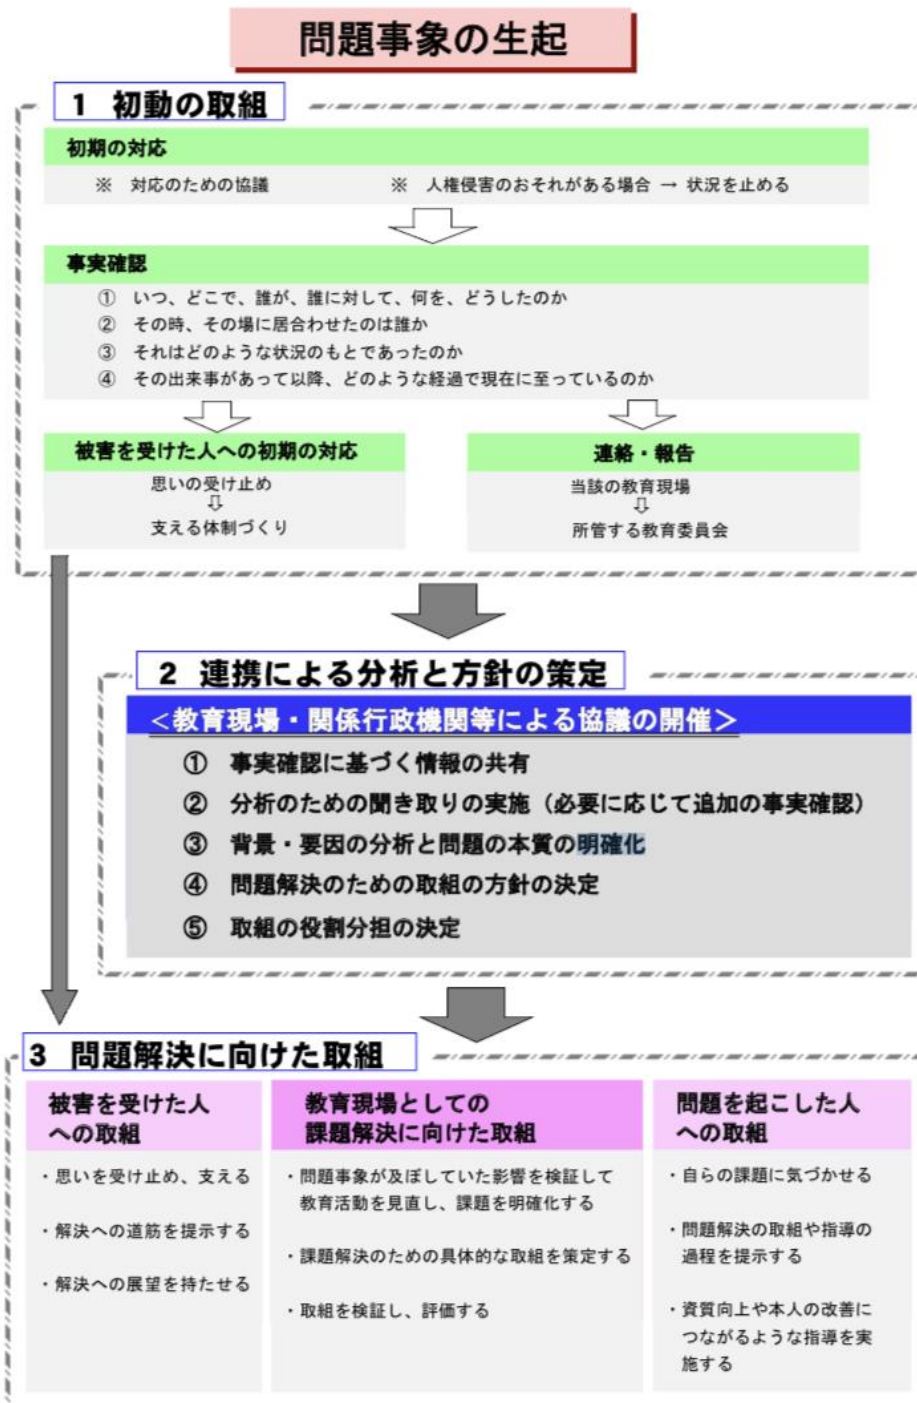 問題事象の生起
1 初動の取組
初期の対応
※ 対応のための協議 ※ 人権侵害のおそれがある場合 → 状況を止める
事実確認
① いつ、どこで、誰が、誰に対して、何を、どうしたのか
② その時、その場に居合わせたのは誰か
③ それはどのような状況のもとであったのか
④ その出来事があって以降、どのような経過で現在に至っているのか
被害を受けた人への初期の対応
思いの受け止め
⇩
支える体制づくり
連絡・報告
当該の教育現場
⇩
所管する教育委員会
2 連携による分析と方針の策定
＜教育現場・関係行政機関等による協議の開催＞
① 事実確認に基づく情報の共有
② 分析のための聞き取りの実施（必要に応じて追加の事実確認）
③ 背景・要因の分析と問題の本質の明確化
④ 問題解決のための取組の方針の決定
⑤ 取組の役割分担の決定
3 問題解決に向けた取組
被害を受けた人
への取組
・思いを受け止め、支える
・解決への道筋を提示する
・解決への展望を持たせる
教育現場としての
課題解決に向けた取組
・問題事象が及ぼしていた影響を検証して
教育活動を見直し、課題を明確化する
・課題解決のための具体的な取組を策定する
・取組を検証し、評価する
問題を起こした人
への取組
・自らの課題に気づかせる
・問題解決の取組や指導の
過程を提示する
・資質向上や本人の改善に
つながるような指導を実
施する